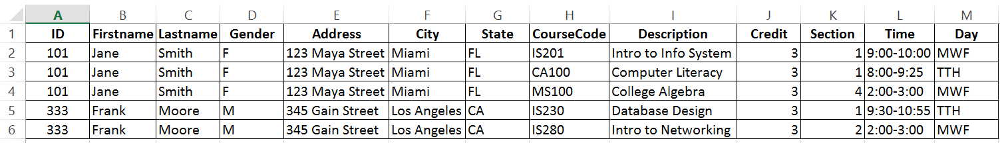 A B C D E F G H I J K L M
1 ID Firstname Lastname Gender Address City State CourseCode Description Credit Section Time Day
2 101 Jane Smith F 123 Maya Street Miami FL IS201 Intro to Info System 3 1 9:00-10:00 MWF
3 101 Jane Smith F 123 Maya Street Miami FL CA100 Computer Literacy 3 1 8:00-9:25 TTH
4 101 Jane Smith F 123 Maya Street Miami FL MS100 College Algebra 3 4 2:00-3:00 MWF
5 333 Frank Moore M 345 Gain Street Los Angeles CA IS230 Database Design 3 1 9:30-10:55 TTH
6 333 Frank Moore M 345 Gain Street Los Angeles CA IS280 Intro to Networking 3 2 2:00-3:00 MWF